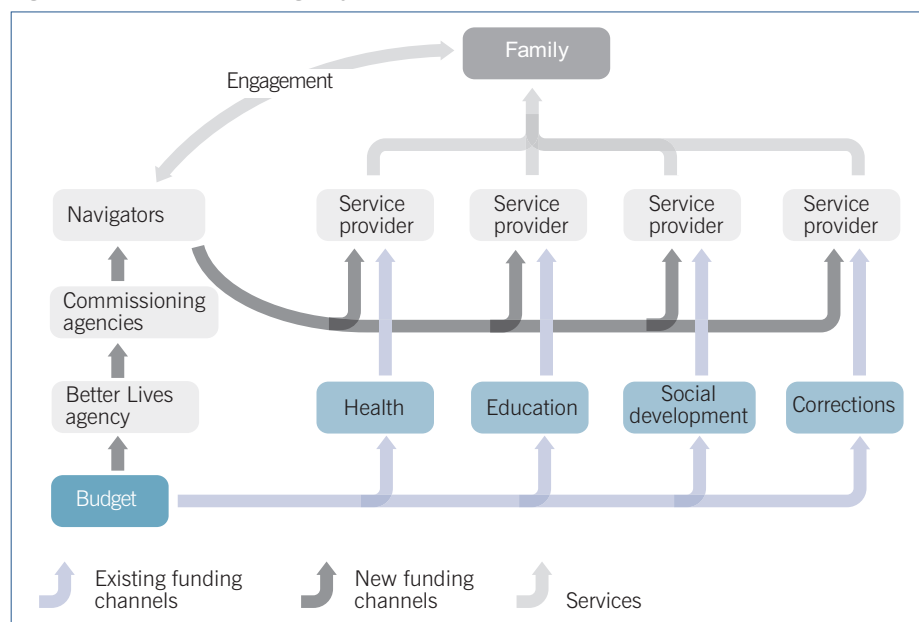 Family
Engagement
Navigators
Service
provider
Service
provider
Service
provider
Service
provider
Commissioning
agencies
Better Lives
agency
Health
Education
Social
development
Corrections
Budget
Existing funding
channels
New funding
channels
Services